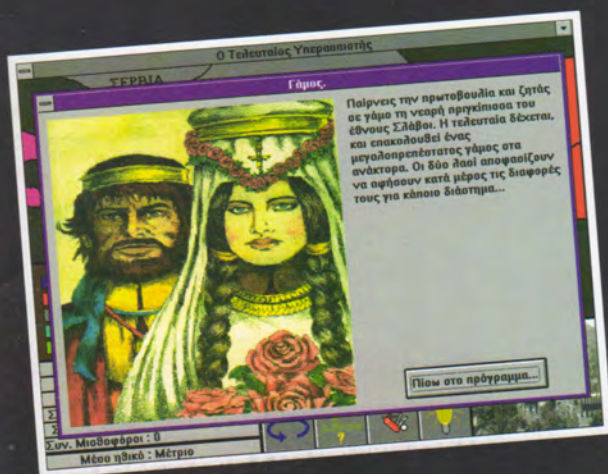 Ο Τελευταίος Υπερασπιστής
ΣΕΡΒΙΑ
Γάμος.
Παίρνεις την πρωτοβουλία και ζητάς
σε γάμο τη νεαρή πριγκίπισσα του
έθνους Σλάβοι. Η τελευταία δέχεται,
και επακολουθεί ένας
μεγαλοπρεπέστατος γάμος στα
ανάκτορα. Οι δύο λαοί αποφασίζουν
να αφήσουν κατά μέρος τις διαφορές
τους για κάποιο διάστημα...
Πίσω στο πρόγραμμα...
Συν. Μισθοφόροι : 0
Μέσο ηθικό : Μέτριο
?